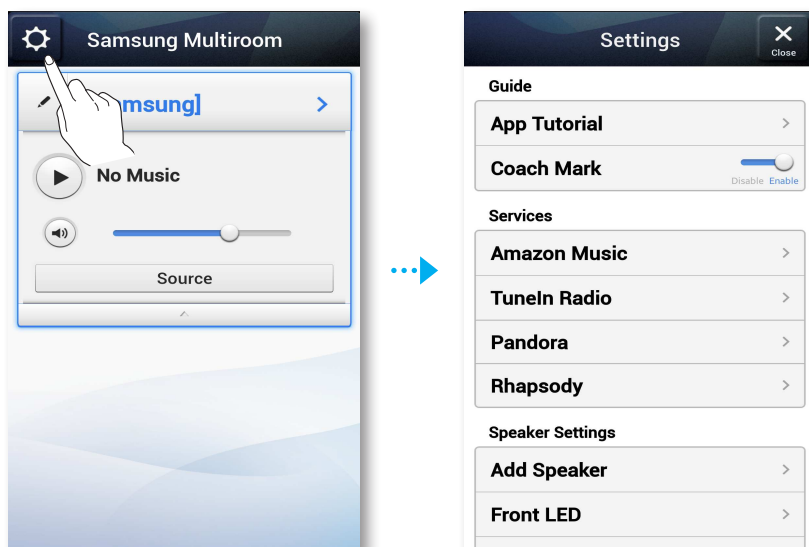 Samsung Multiroom
msung]
No Music
Source
Settings
Close
Guide
App Tutorial
Coach Mark
Disable Enable
Services
Amazon Music
TuneIn Radio
Pandora
Rhapsody
Speaker Settings
Add Speaker
Front LED